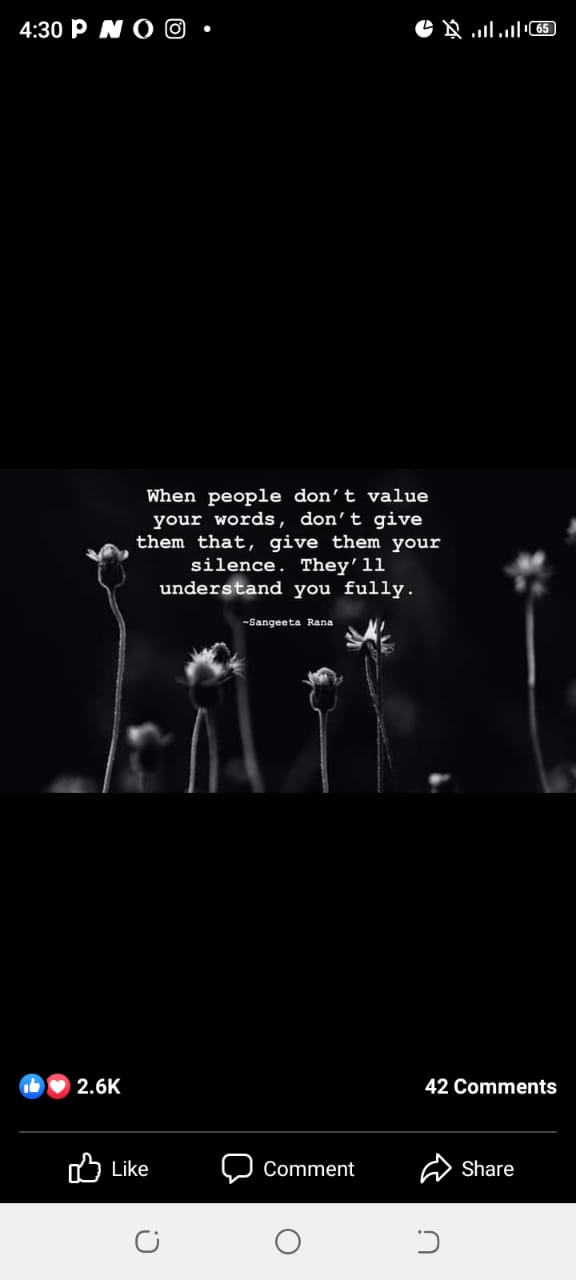 4:30
65
When people don’t value
your words, don’t give
them that, give them your
silence. They’ll
understand you fully.
~Sangeeta Rana
2.6K
42 Comments
Like
Comment
Share